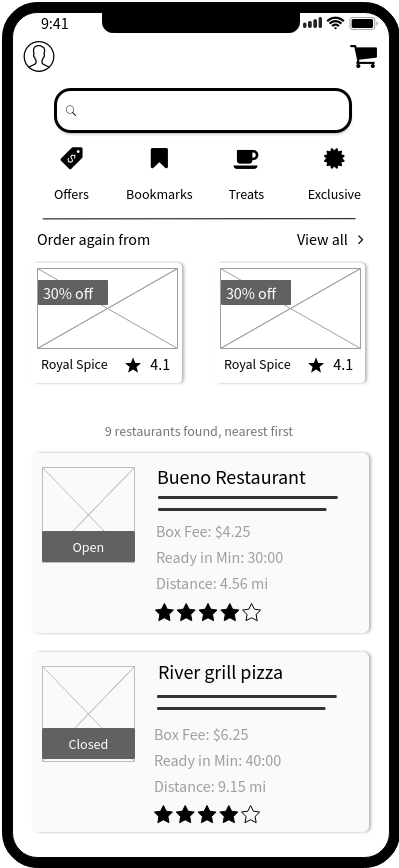 9:41
Offers
Bookmarks
Treats
Exclusive
Order again from
View all
30% off
30% off
Royal Spice
4.1
Royal Spice
4.1
9 restaurants found, nearest first
Bueno Restaurant
Box Fee: $4.25
Ready in Min: 30:00
Distance: 4.56 mi
Open
River grill pizza
Box Fee: $6.25
Ready in Min: 40:00
Distance: 9.15 mi
Closed